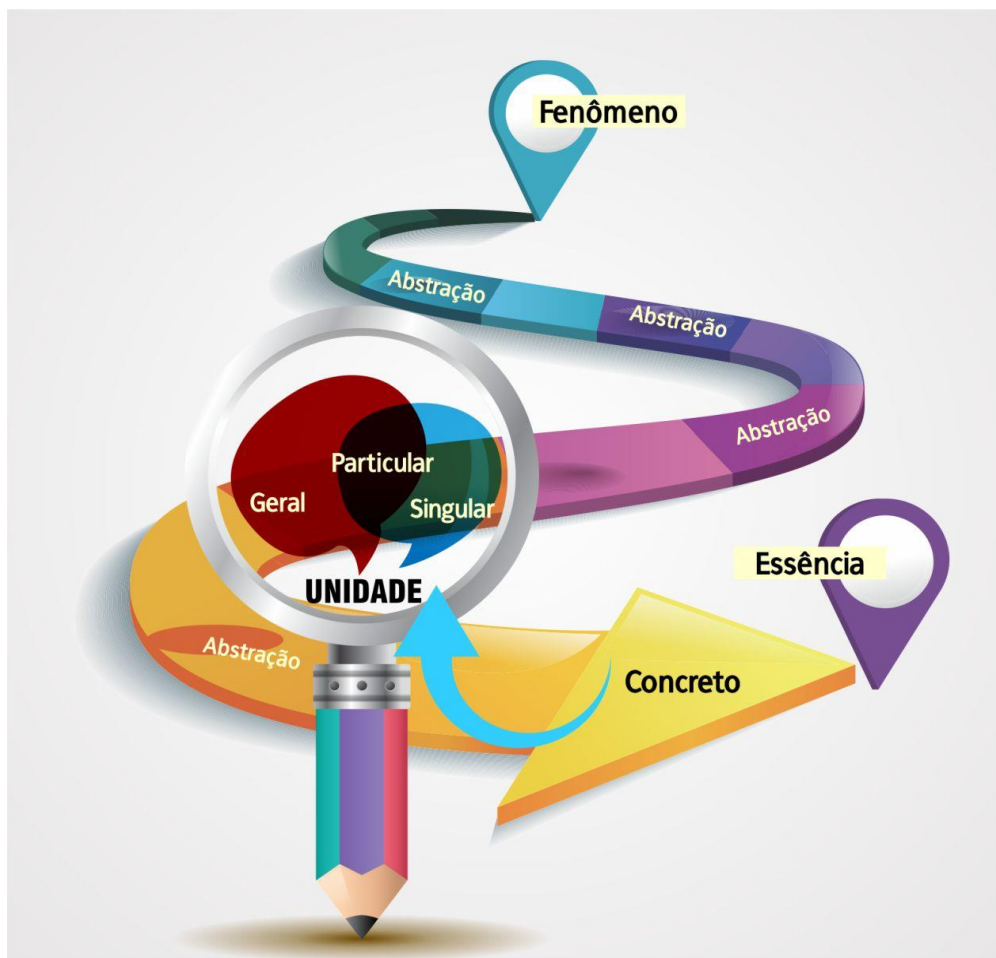 Fenômeno
Abstração
Abstração
Abstração
Particular
Geral
Singular
UNIDADE
Essência
Abstração
Concreto